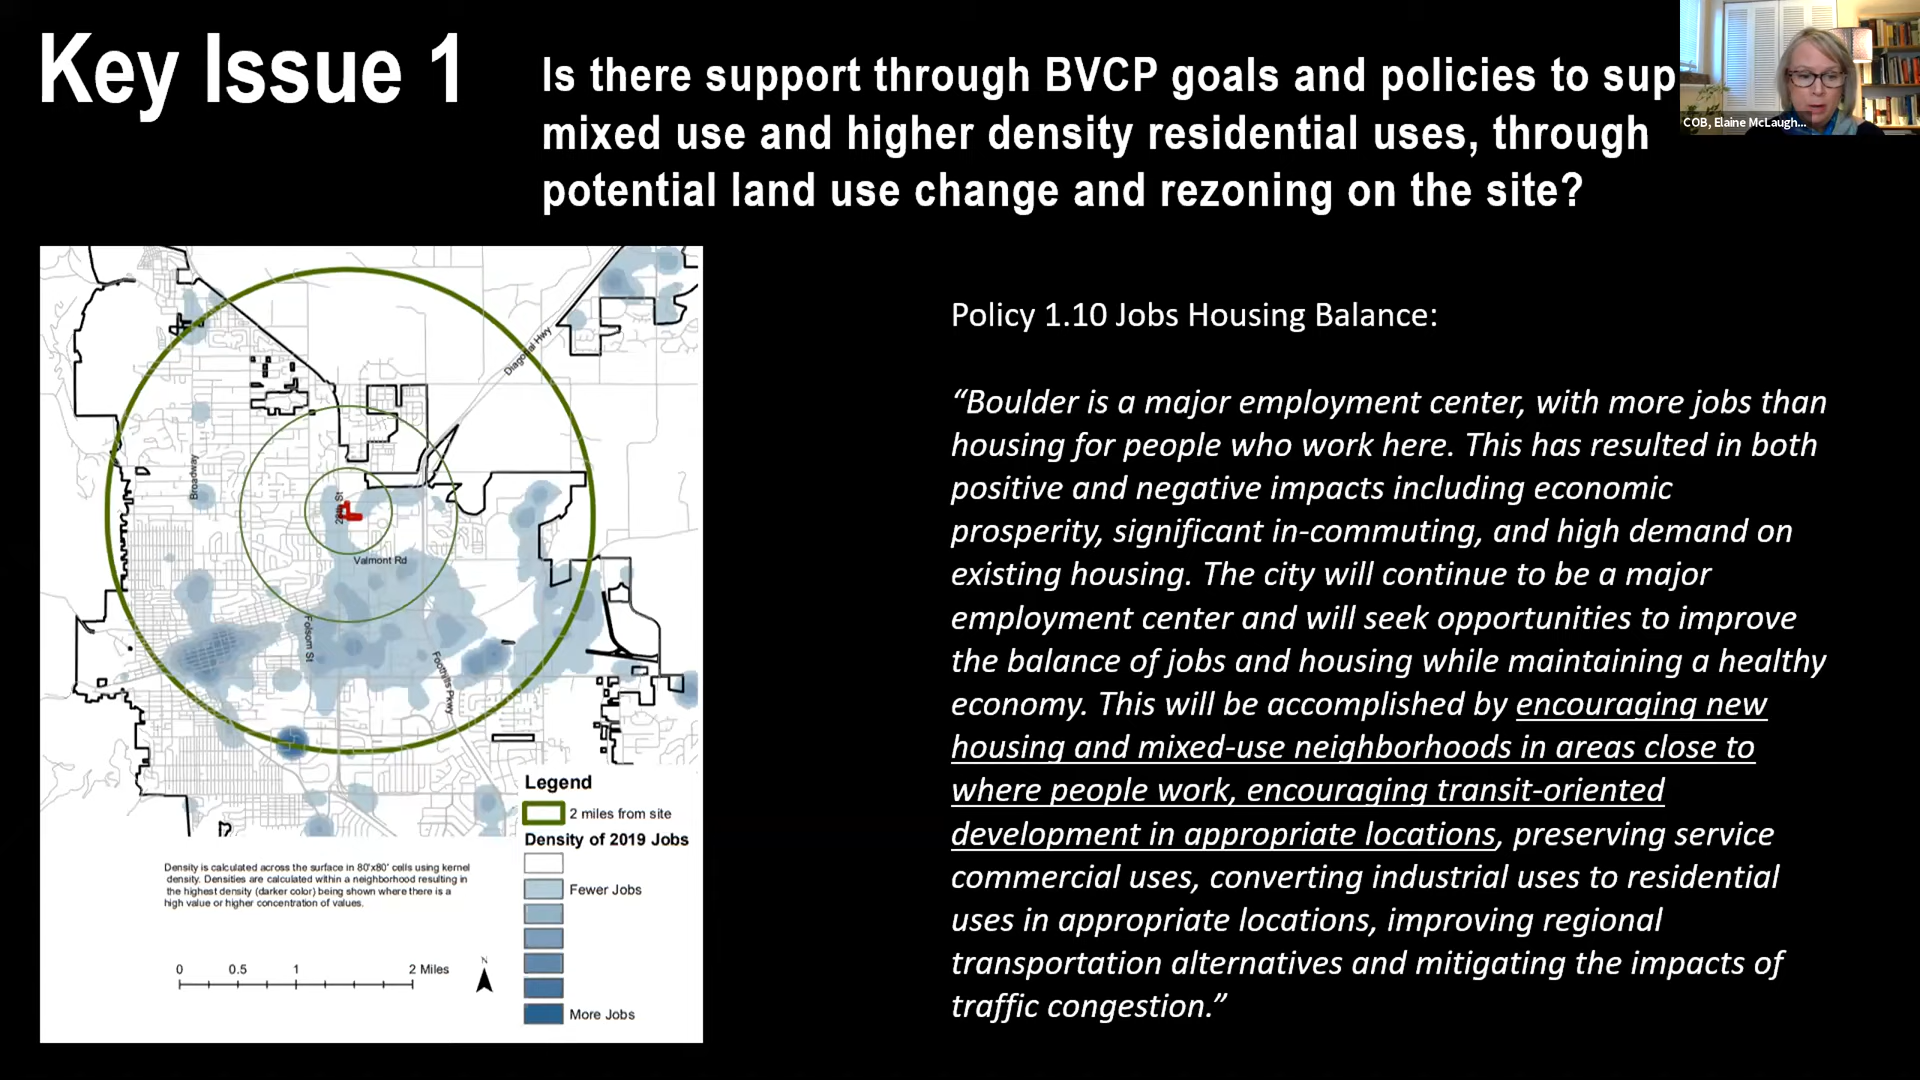 Key Issue 1
Is there support through BVCP goals and policies to sup
mixed use and higher density residential uses, through
potential land use change and rezoning on the site?
COB, Elaine McLaugh...
Policy 1.10 Jobs Housing Balance:
“Boulder is a major employment center, with more jobs than
housing for people who work here. This has resulted in both
positive and negative impacts including economic
prosperity, significant in-commuting, and high demand on
existing housing. The city will continue to be a major
employment center and will seek opportunities to improve
the balance of jobs and housing while maintaining a healthy
economy. This will be accomplished by encouraging new
housing and mixed-use neighborhoods in areas close to
where people work, encouraging transit-oriented
development in appropriate locations, preserving service
commercial uses, converting industrial uses to residential
uses in appropriate locations, improving regional
transportation alternatives and mitigating the impacts of
traffic congestion.”
Diagonal Hwy
Broadway
28th St
Valmont Rd
Folsom St
Foothills Pkwy
Legend
2 miles from site
Density of 2019 Jobs
Fewer Jobs
More Jobs
Density is calculated across the surface in 80'x80' cells using kernel
density. Densities are calculated within a neighborhood resulting in
the highest density (darker color) being shown where there is a
high value or higher concentration of values.
0 0.5 1 2 Miles
N